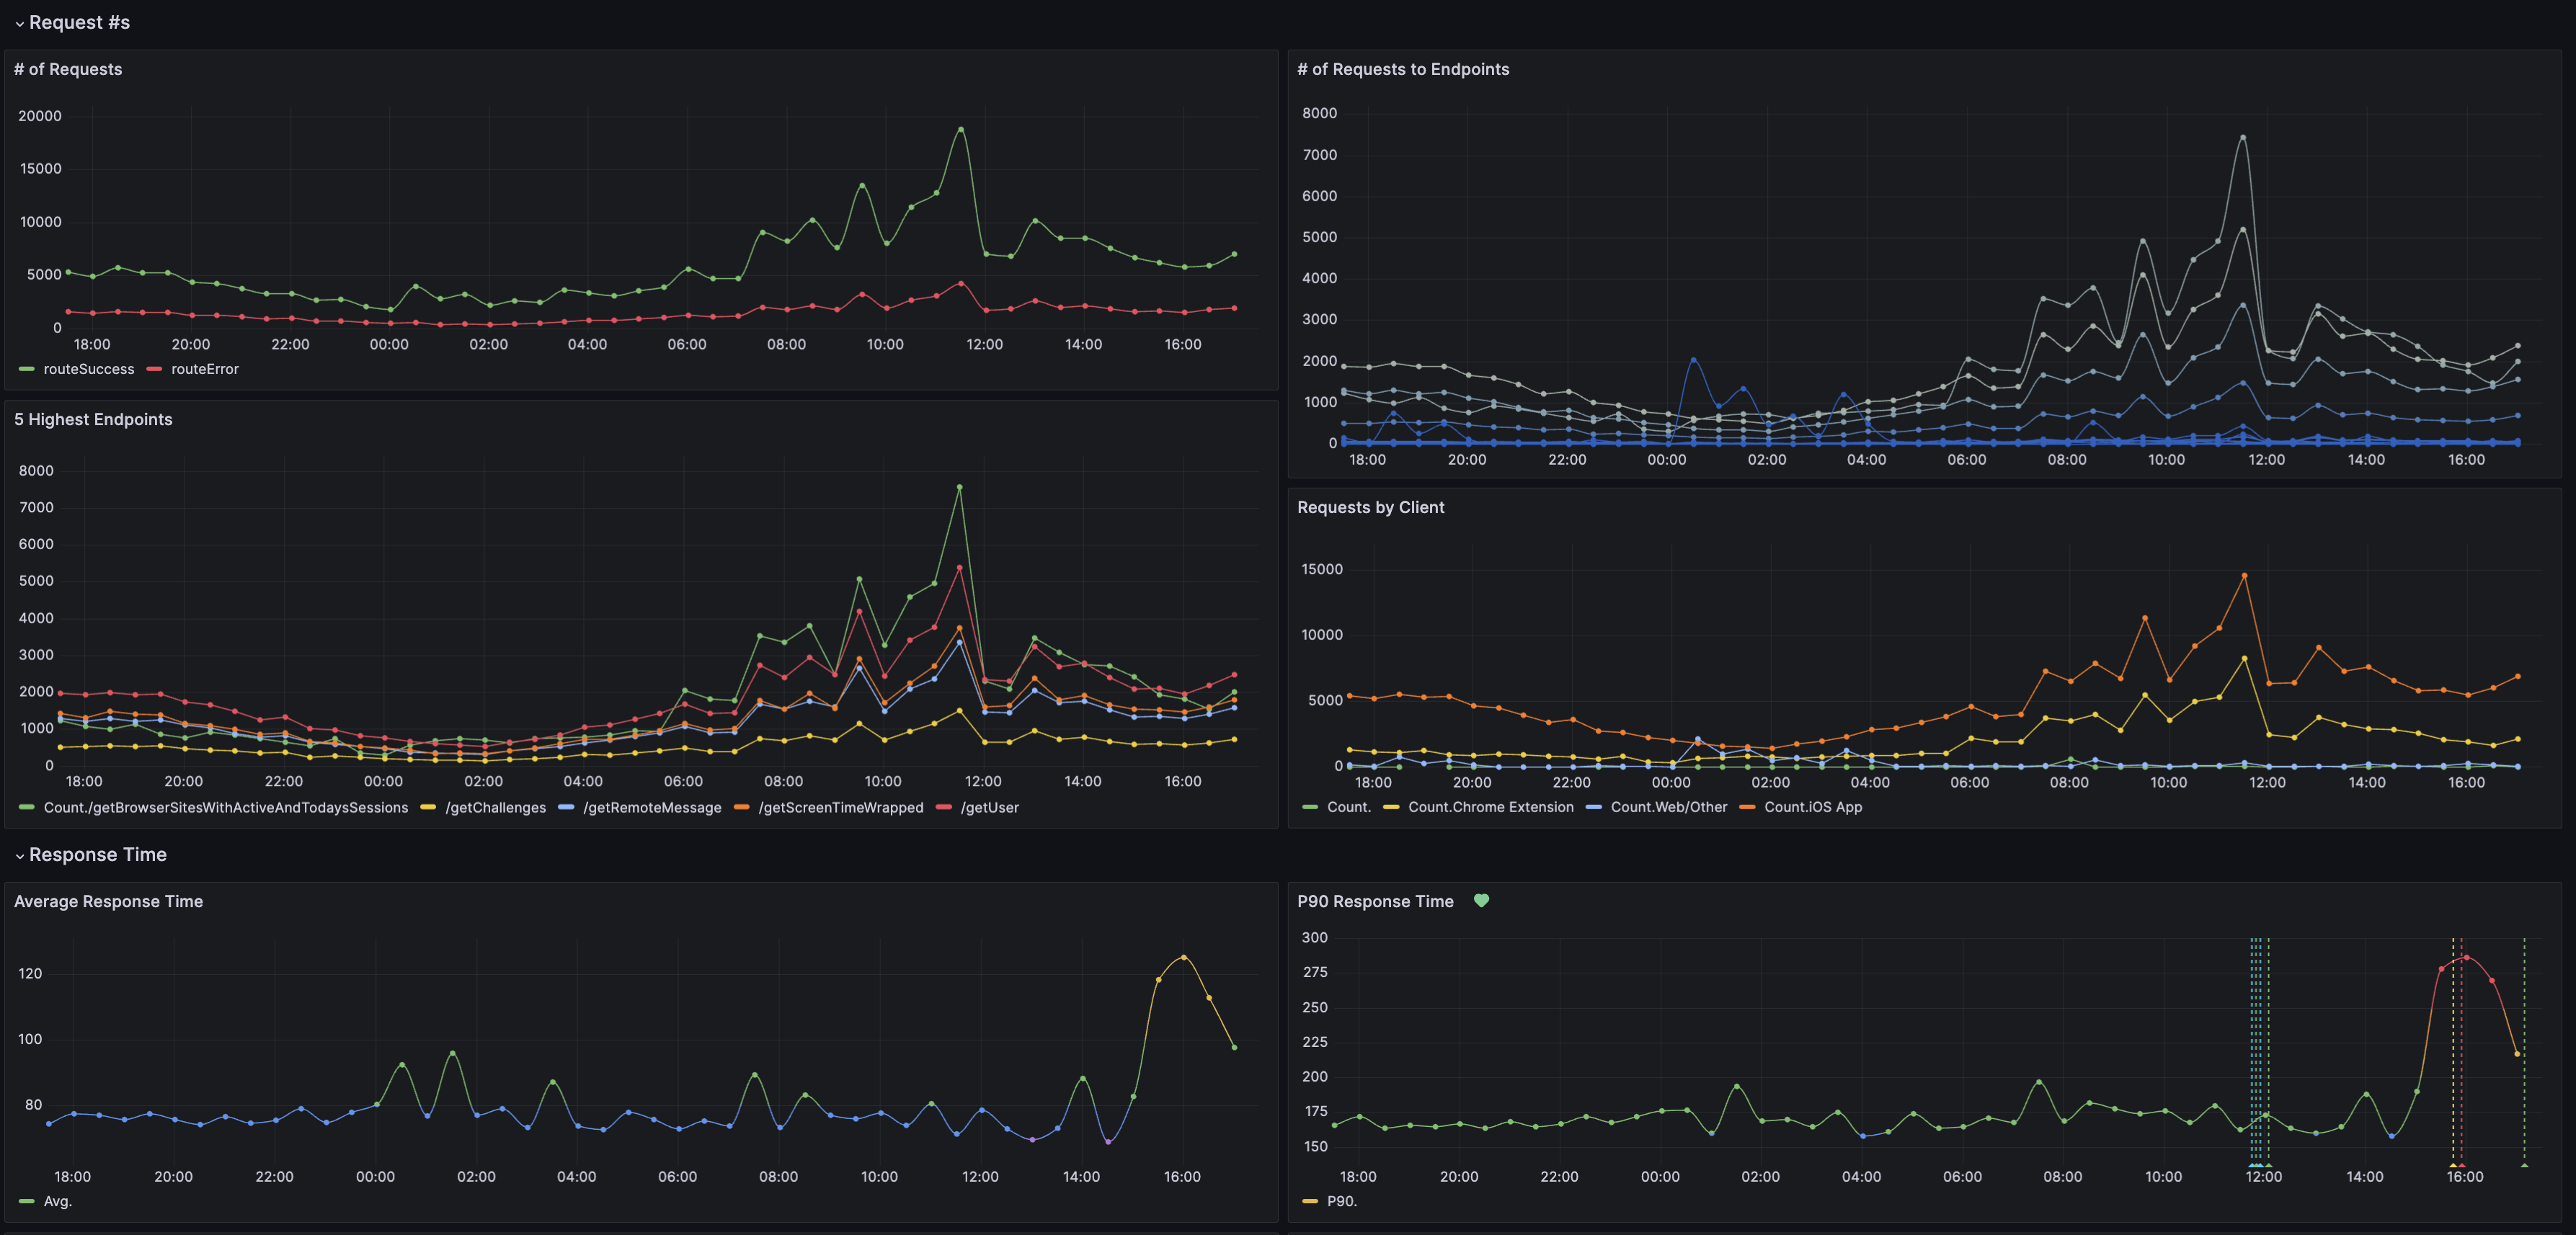 Request #s
# of Requests
20000
15000
10000
5000
0
18:00 20:00 22:00 00:00 02:00 04:00 06:00 08:00 10:00 12:00 14:00 16:00
routeSuccess routeError
# of Requests to Endpoints
8000
7000
6000
5000
4000
3000
2000
1000
0
18:00 20:00 22:00 00:00 02:00 04:00 06:00 08:00 10:00 12:00 14:00 16:00
5 Highest Endpoints
8000
7000
6000
5000
4000
3000
2000
1000
0
18:00 20:00 22:00 00:00 02:00 04:00 06:00 08:00 10:00 12:00 14:00 16:00
Count./getBrowserSitesWithActiveAndTodaysSessions /getChallenges /getRemoteMessage /getScreenTimeWrapped /getUser
Requests by Client
15000
10000
5000
0
18:00 20:00 22:00 00:00 02:00 04:00 06:00 08:00 10:00 12:00 14:00 16:00
Count. Count.Chrome Extension Count.Web/Other Count.iOS App
Response Time
Average Response Time
120
100
80
18:00 20:00 22:00 00:00 02:00 04:00 06:00 08:00 10:00 12:00 14:00 16:00
Avg.
P90 Response Time
300
275
250
225
200
175
150
18:00 20:00 22:00 00:00 02:00 04:00 06:00 08:00 10:00 12:00 14:00 16:00
P90.